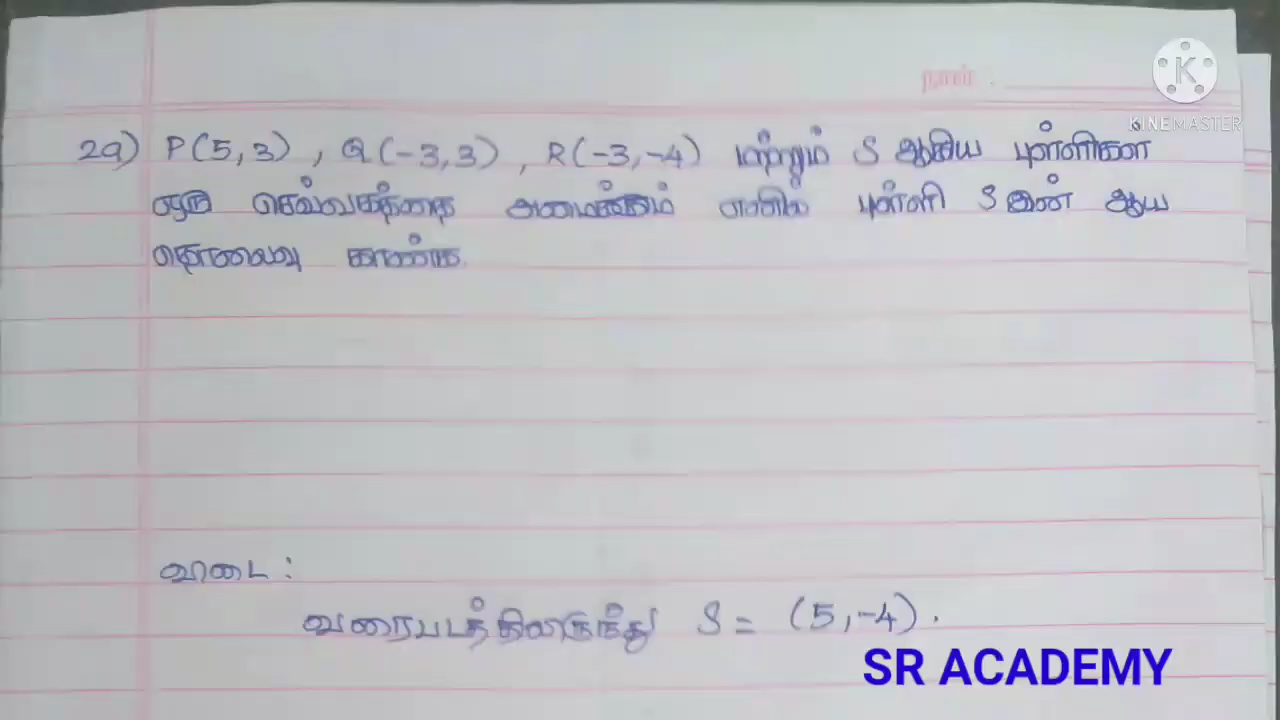 நாள் :
K
KINEMASTER
29) P(5,3) , Q(-3,3) , R(-3,-4) மற்றும் S ஆகிய புள்ளிகள
ஒரு செவ்வகத்தை அமைக்கும் எனில் புள்ளி S இன் ஆய
தொலைவு காண்க.
விடை :
வரைபடத்திலிருந்து S = (5,-4).
SR ACADEMY